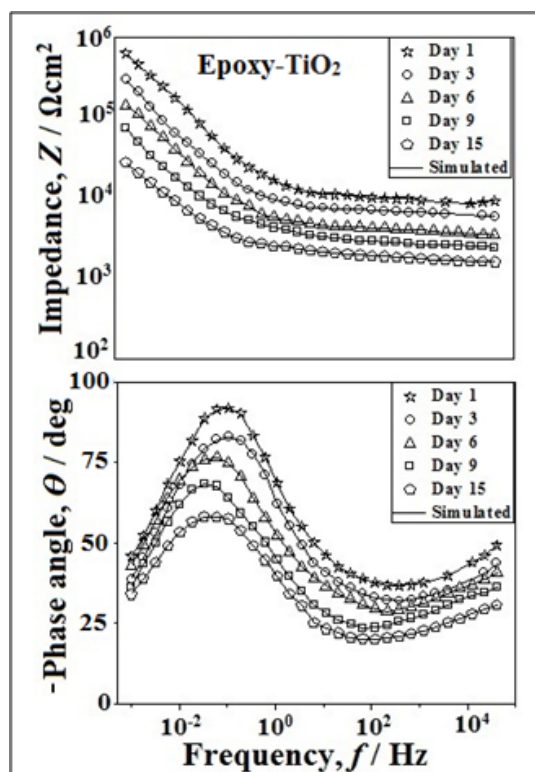 Epoxy-TiO₂
Impedance, Z / Ωcm²
10⁶
10⁵
10⁴
10³
10²
Day 1
Day 3
Day 6
Day 9
Day 15
Simulated
-Phase angle, Θ / deg
100
75
50
25
0
Day 1
Day 3
Day 6
Day 9
Day 15
Simulated
10⁻² 10⁰ 10² 10⁴
Frequency, f / Hz